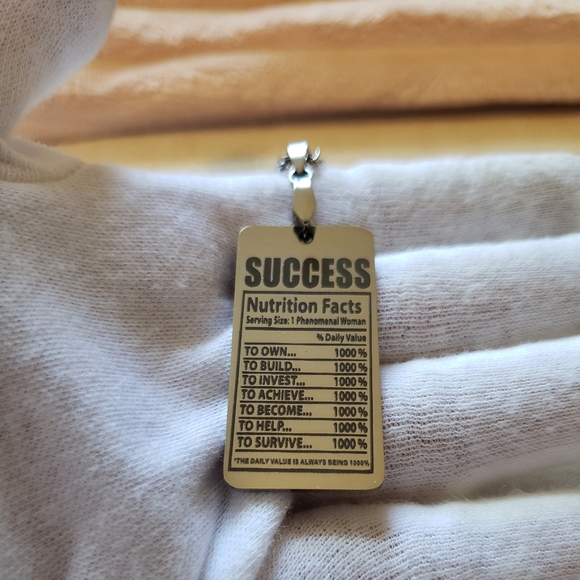 SUCCESS
Nutrition Facts
Serving Size: 1 Phenomenal Woman
% Daily Value
TO OWN... 1000 %
TO BUILD... 1000 %
TO INVEST... 1000 %
TO ACHIEVE... 1000 %
TO BECOME... 1000 %
TO HELP... 1000 %
TO SURVIVE... 1000 %
*THE DAILY VALUE IS ALWAYS BEING 1000%